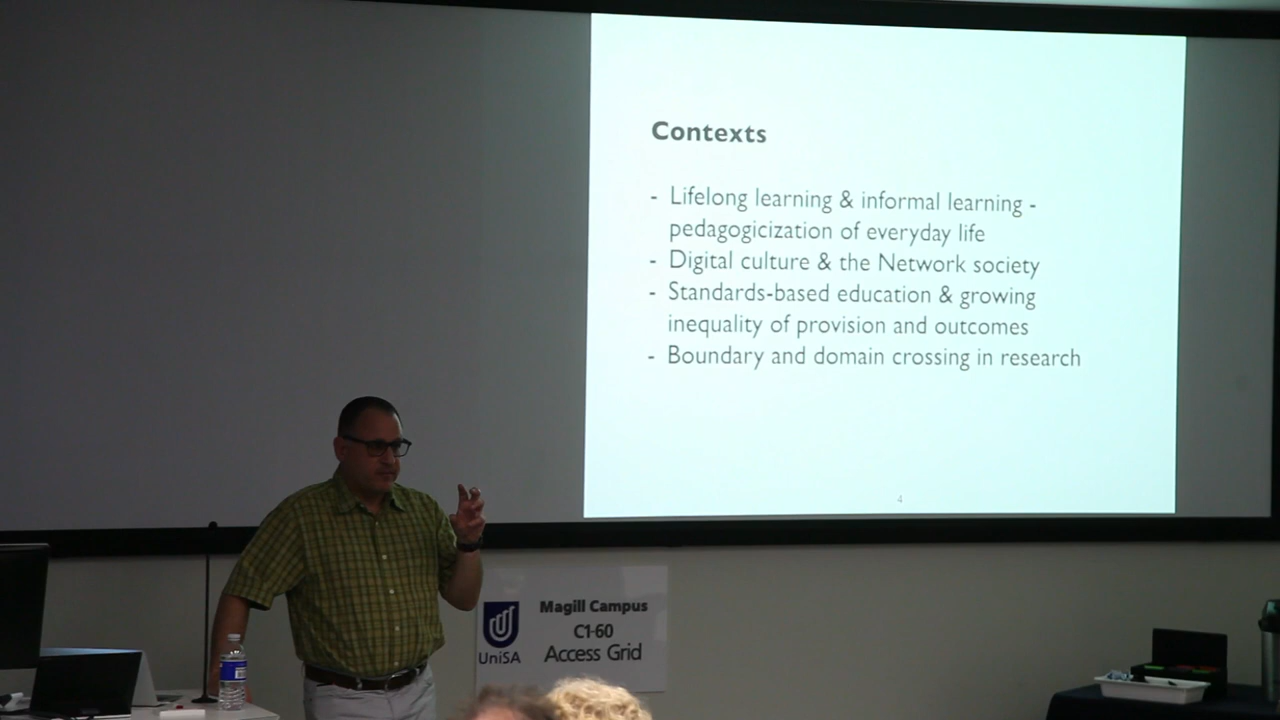 Contexts
- Lifelong learning & informal learning -
pedagogicization of everyday life
- Digital culture & the Network society
- Standards-based education & growing
inequality of provision and outcomes
- Boundary and domain crossing in research
4
Magill Campus
C1-60
Access Grid
UniSA